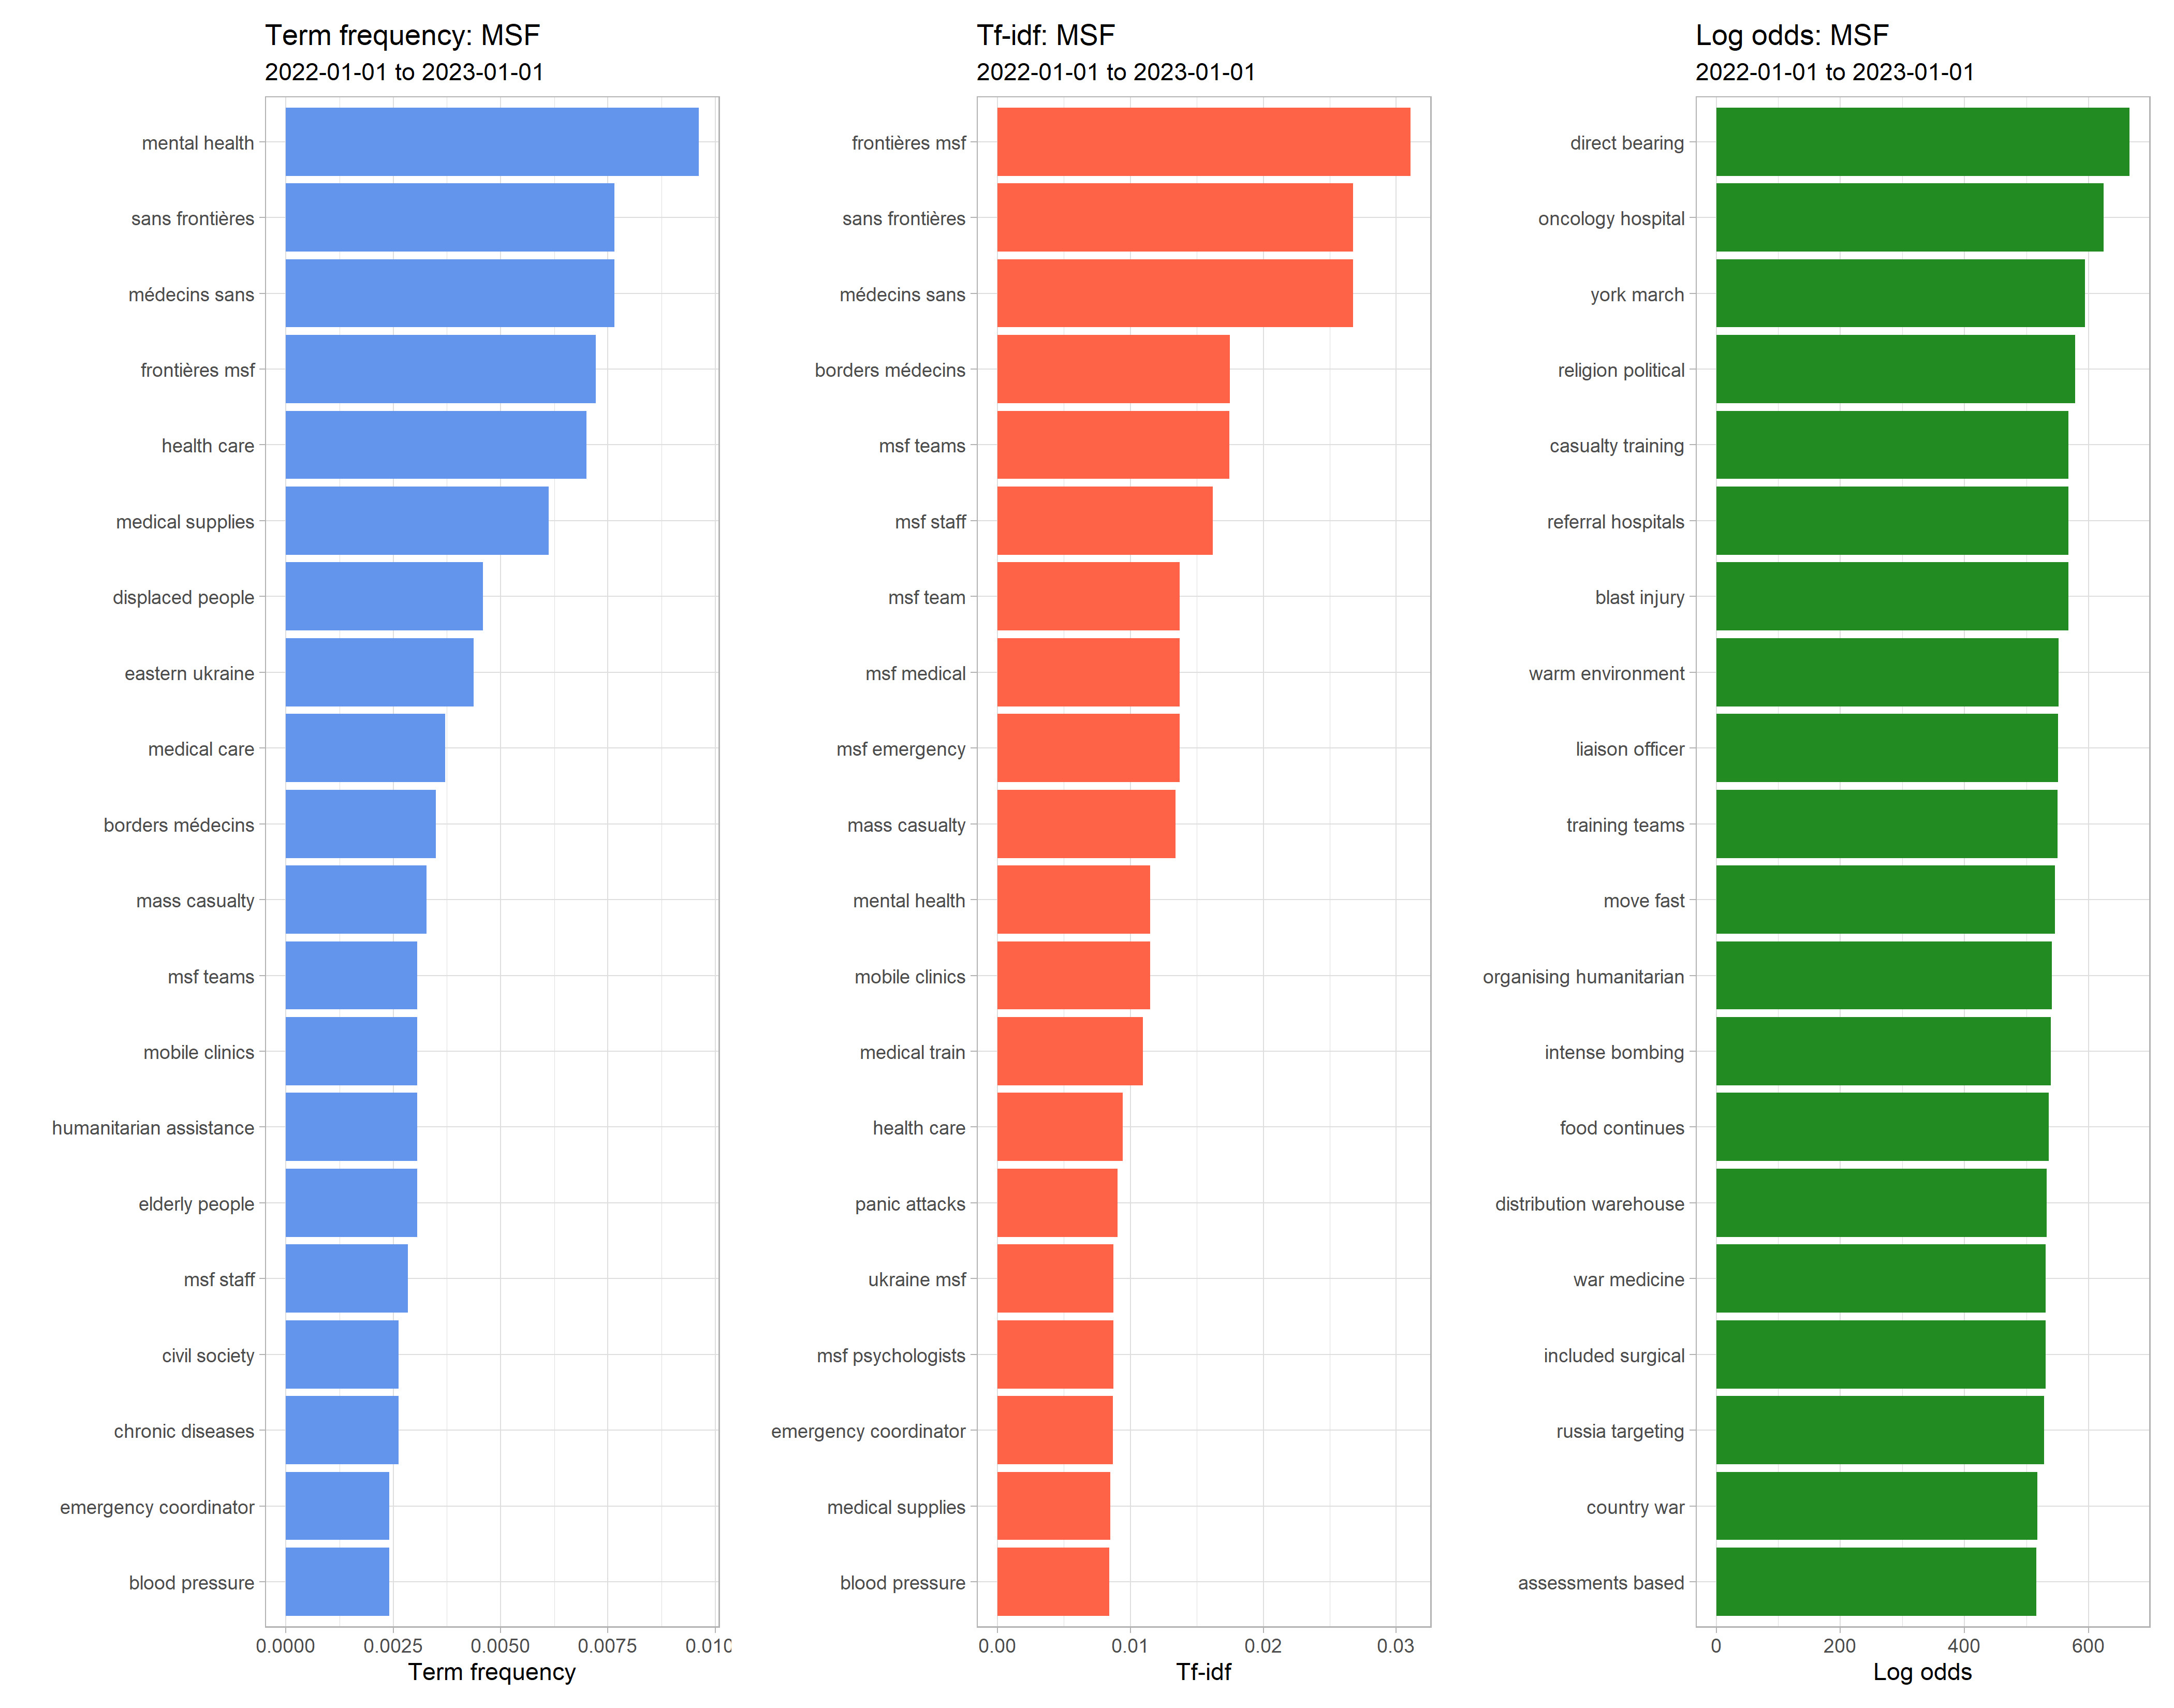 Term frequency: MSF
2022-01-01 to 2023-01-01
mental health
sans frontières
médecins sans
frontières msf
health care
medical supplies
displaced people
eastern ukraine
medical care
borders médecins
mass casualty
msf teams
mobile clinics
humanitarian assistance
elderly people
msf staff
civil society
chronic diseases
emergency coordinator
blood pressure
0.0000 0.0025 0.0050 0.0075 0.010
Term frequency
Tf-idf: MSF
2022-01-01 to 2023-01-01
frontières msf
sans frontières
médecins sans
borders médecins
msf teams
msf staff
msf team
msf medical
msf emergency
mass casualty
mental health
mobile clinics
medical train
health care
panic attacks
ukraine msf
msf psychologists
emergency coordinator
medical supplies
blood pressure
0.00 0.01 0.02 0.03
Tf-idf
Log odds: MSF
2022-01-01 to 2023-01-01
direct bearing
oncology hospital
york march
religion political
casualty training
referral hospitals
blast injury
warm environment
liaison officer
training teams
move fast
organising humanitarian
intense bombing
food continues
distribution warehouse
war medicine
included surgical
russia targeting
country war
assessments based
0 200 400 600
Log odds